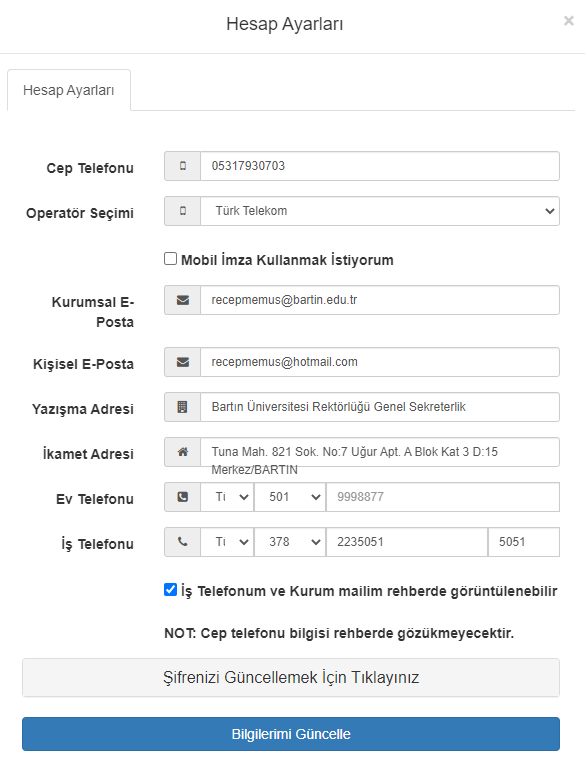 Hesap Ayarları ×
Hesap Ayarları
Cep Telefonu 05317930703
Operatör Seçimi Türk Telekom
Mobil İmza Kullanmak İstiyorum
Kurumsal E-
Posta recepmemus@bartin.edu.tr
Kişisel E-Posta recepmemus@hotmail.com
Yazışma Adresi Bartın Üniversitesi Rektörlüğü Genel Sekreterlik
İkamet Adresi Tuna Mah. 821 Sok. No:7 Uğur Apt. A Blok Kat 3 D:15
Merkez/BARTIN
Ev Telefonu Tü 501 9998877
İş Telefonu Tü 378 2235051 5051
İş Telefonum ve Kurum mailim rehberde görüntülenebilir
NOT: Cep telefonu bilgisi rehberde gözükmeyecektir.
Şifrenizi Güncellemek İçin Tıklayınız
Bilgilerimi Güncelle